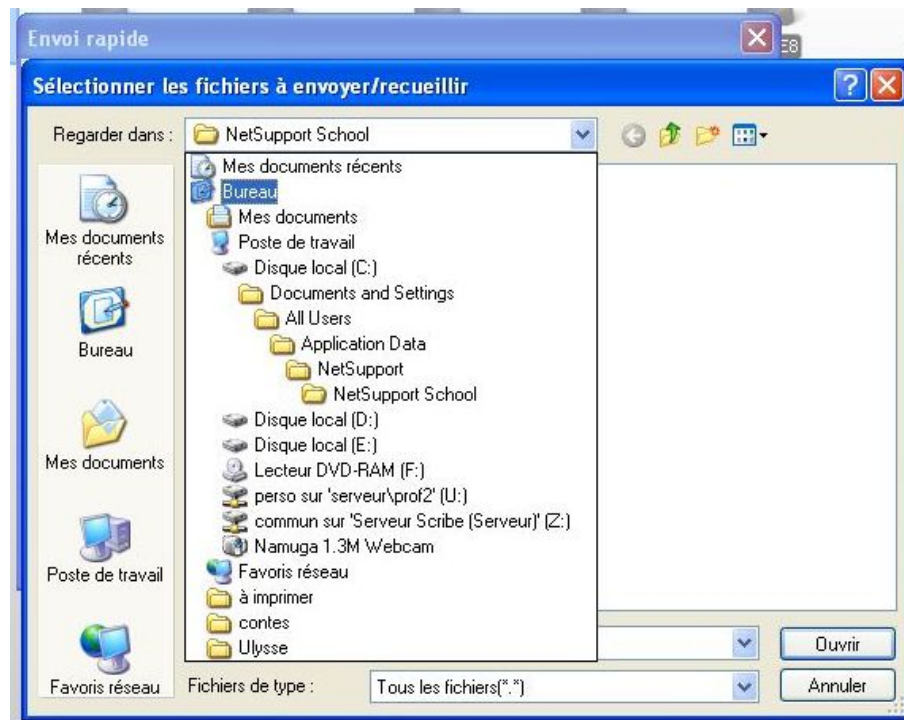 Envoi rapide
E8
Sélectionner les fichiers à envoyer/recueillir
Regarder dans :
NetSupport School
Mes documents récents
Bureau
Mes documents
Poste de travail
Disque local (C:)
Documents and Settings
All Users
Application Data
NetSupport
NetSupport School
Disque local (D:)
Disque local (E:)
Lecteur DVD-RAM (F:)
perso sur 'serveur\prof2' (U:)
commun sur 'Serveur Scribe (Serveur)' (Z:)
Namuga 1.3M Webcam
Favoris réseau
à imprimer
contes
Ulysse
Mes documents
récents
Bureau
Mes documents
Poste de travail
Favoris réseau
Ouvrir
Fichiers de type :
Tous les fichiers(*.*)
Annuler